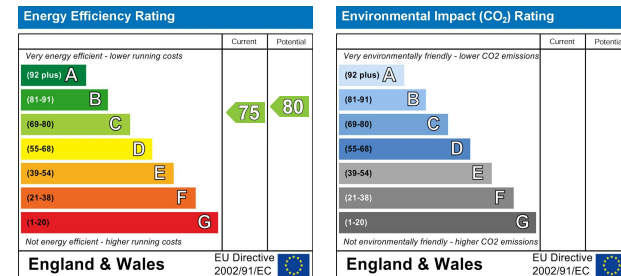 Energy Efficiency Rating
Current Potential
Very energy efficient - lower running costs
(92 plus) A
(81-91) B
(69-80) C
(55-68) D
(39-54) E
(21-38) F
(1-20) G
75
80
Not energy efficient - higher running costs
England & Wales
EU Directive
2002/91/EC
Environmental Impact (CO₂) Rating
Current Potentia
Very environmentally friendly - lower CO2 emissions
(92 plus) A
(81-91) B
(69-80) C
(55-68) D
(39-54) E
(21-38) F
(1-20) G
Not environmentally friendly - higher CO2 emissions
England & Wales
EU Directive
2002/91/EC